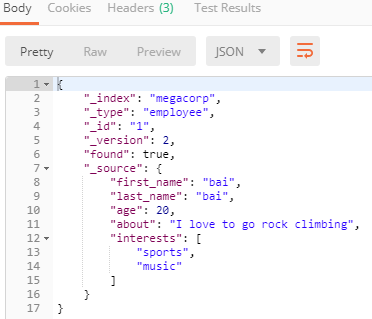 Body Cookies Headers (3) Test Results
Pretty Raw Preview JSON
1 {
2 "_index": "megacorp",
3 "_type": "employee",
4 "_id": "1",
5 "_version": 2,
6 "found": true,
7 "_source": {
8 "first_name": "bai",
9 "last_name": "bai",
10 "age": 20,
11 "about": "I love to go rock climbing",
12 "interests": [
13 "sports",
14 "music"
15 ]
16 }
17 }